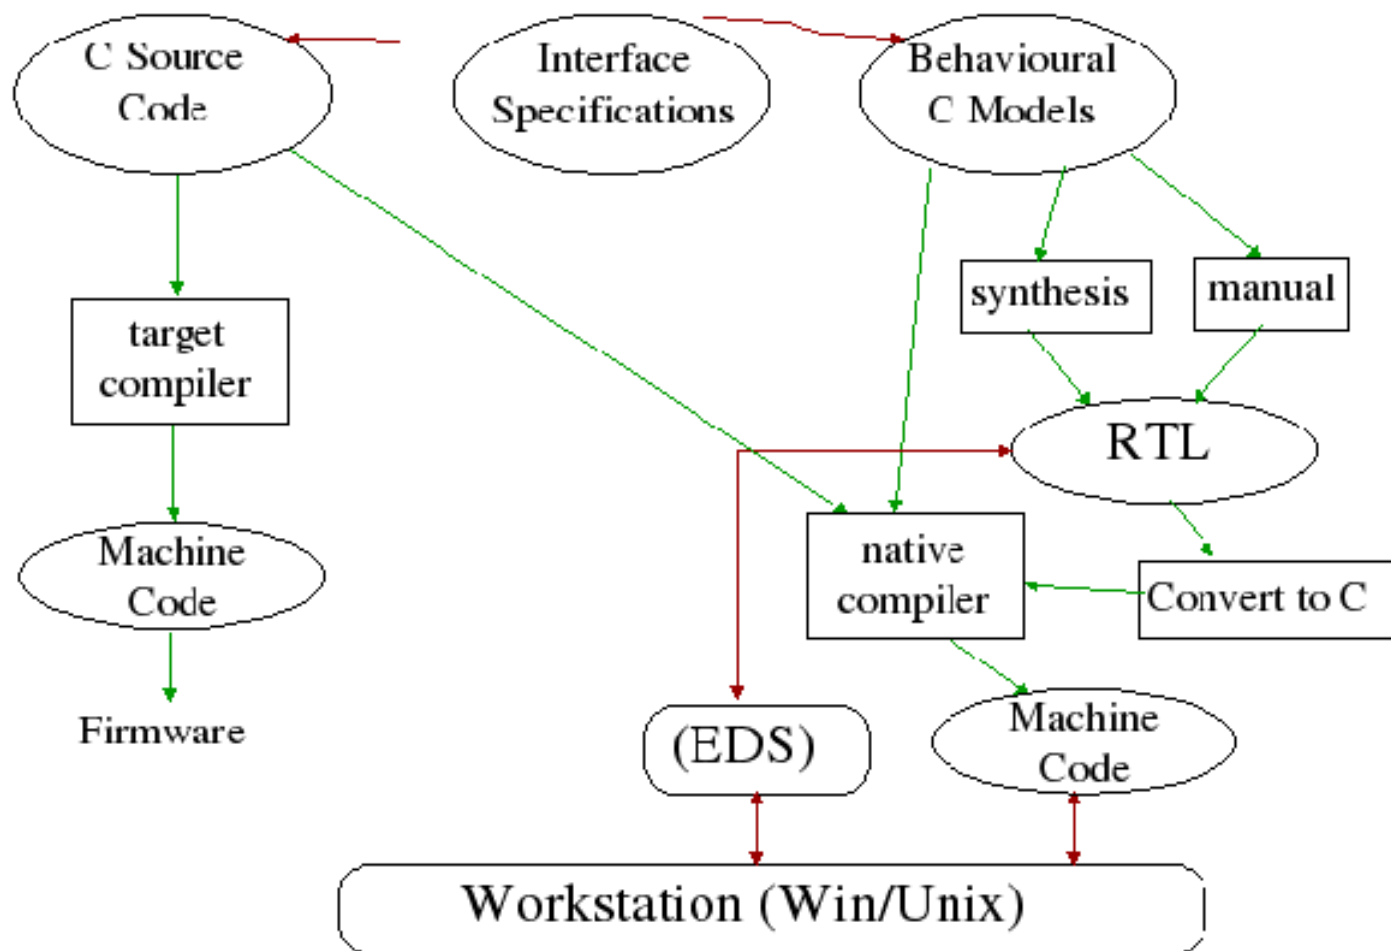 C Source
Code
Interface
Specifications
Behavioural
C Models
synthesis
manual
target
compiler
RTL
Machine
Code
native
compiler
Convert to C
Firmware
(EDS)
Machine
Code
Workstation (Win/Unix)